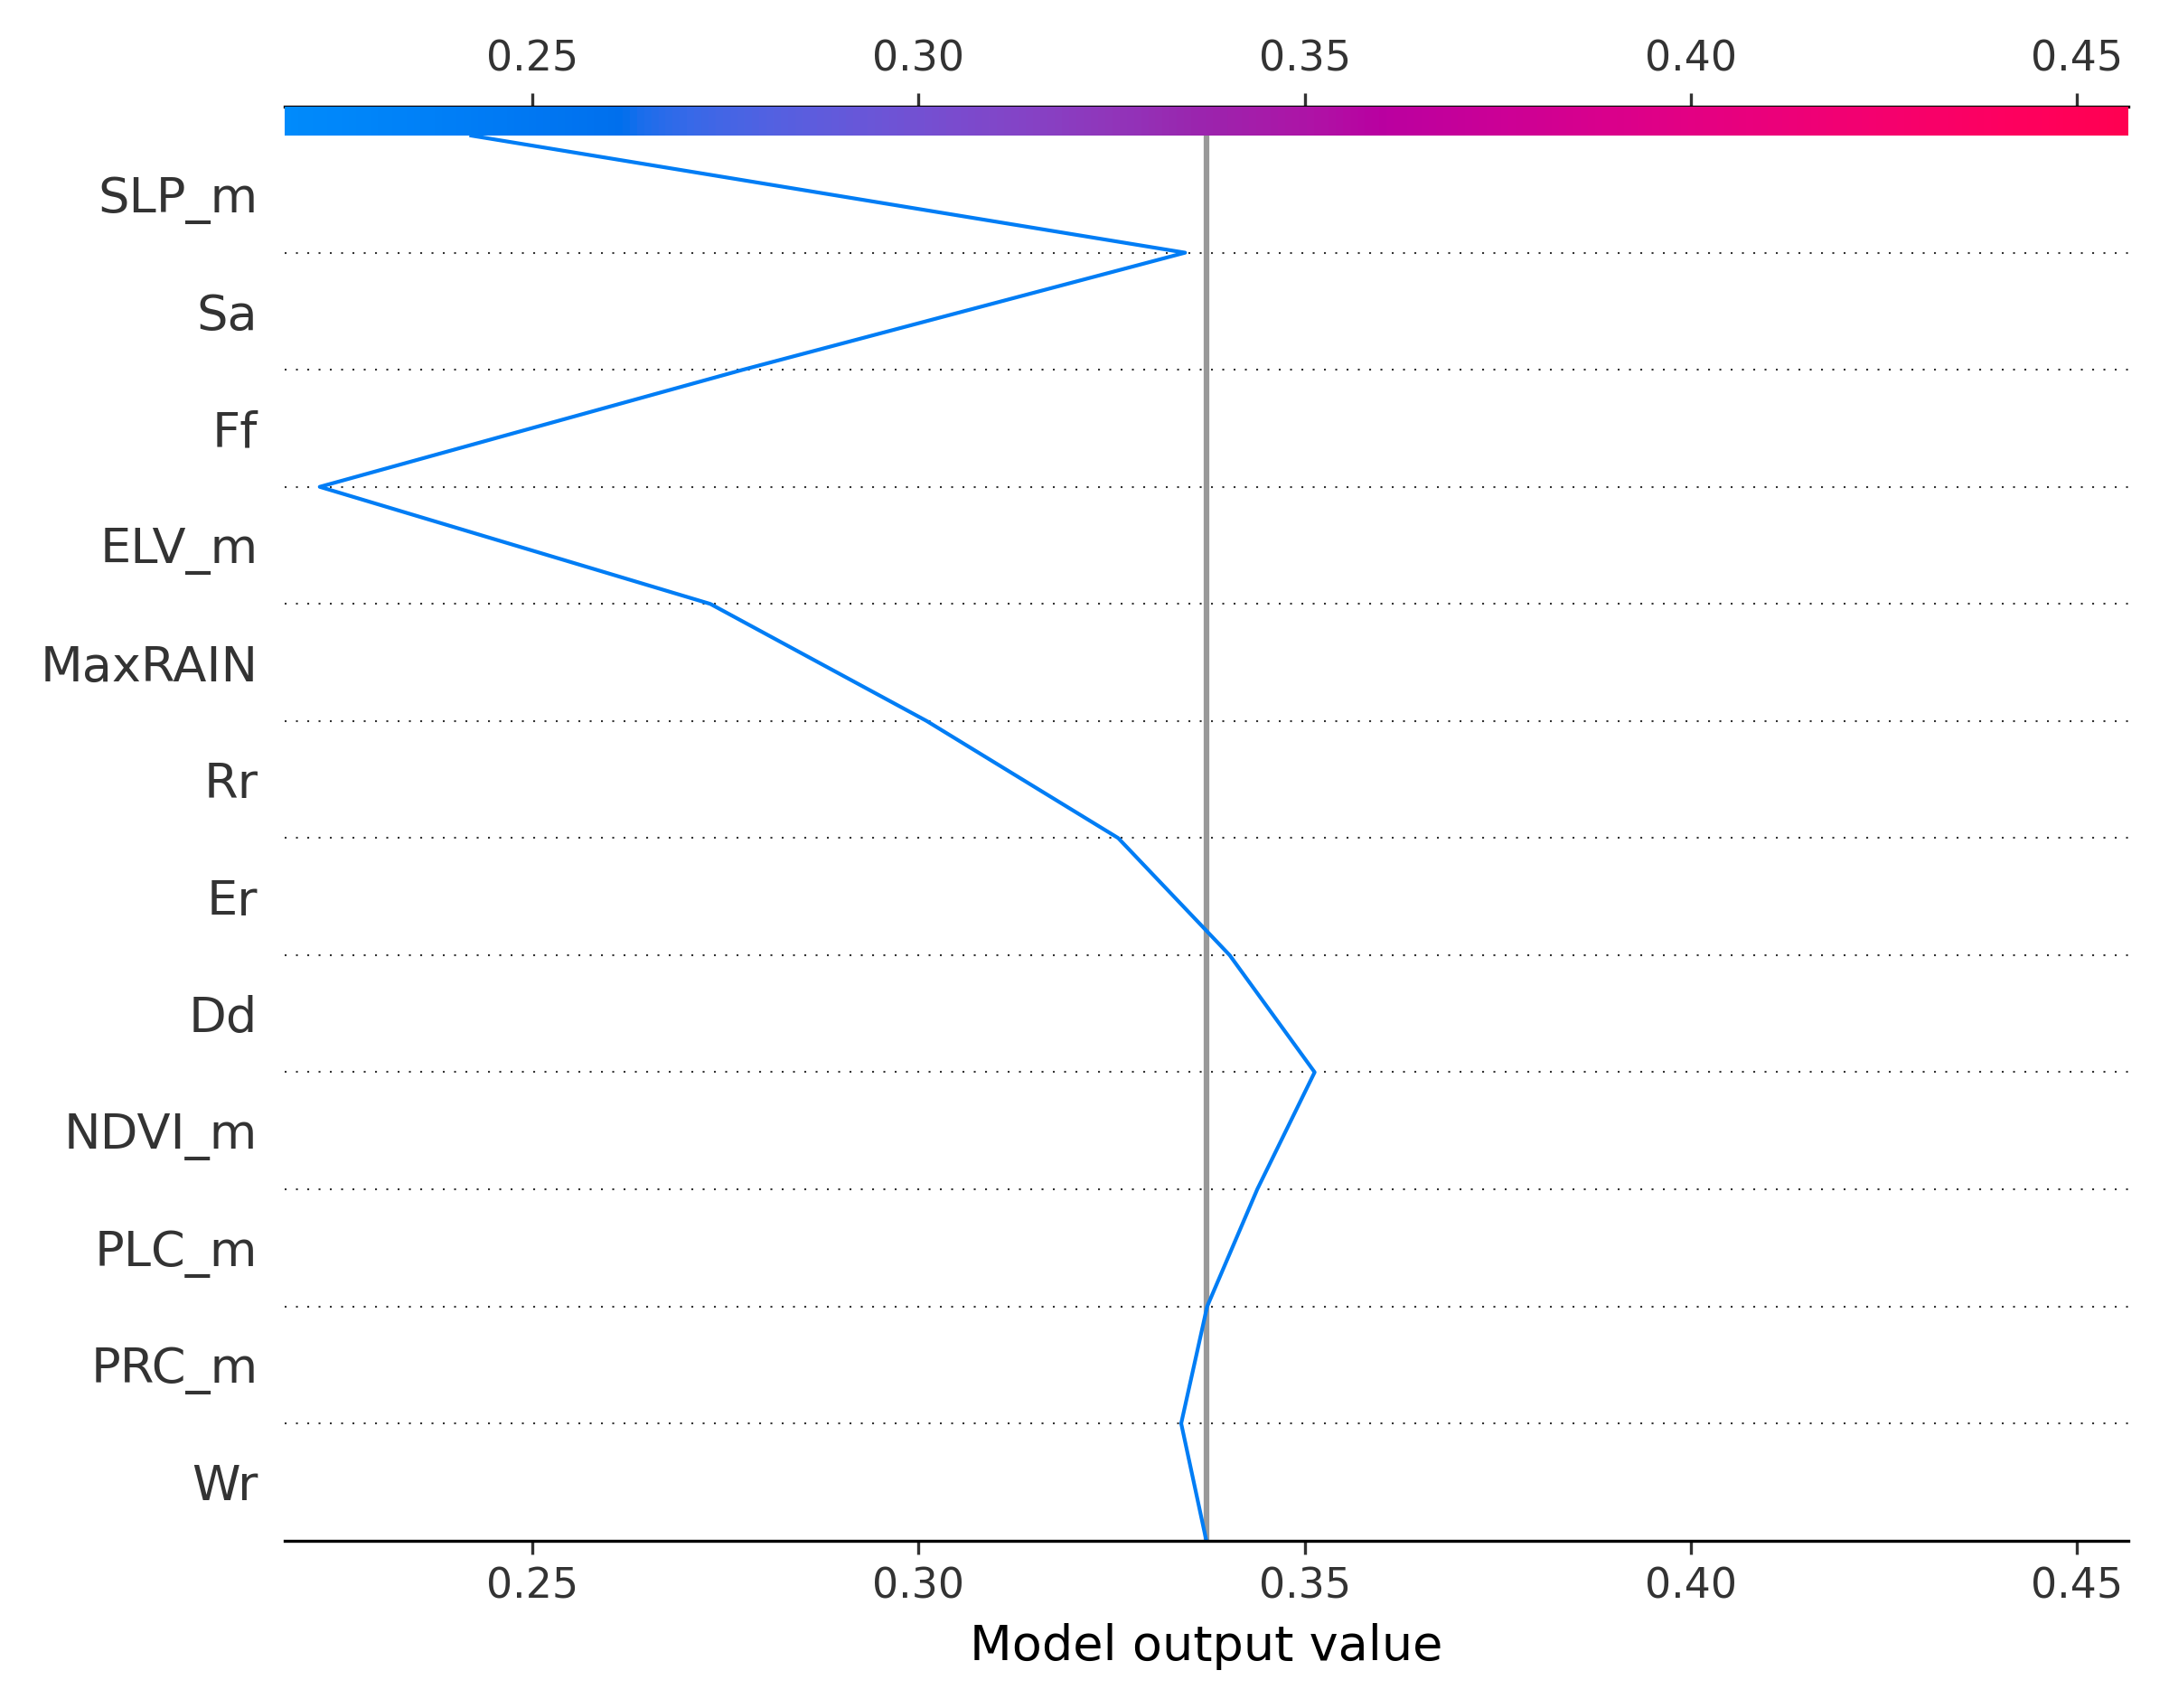 0.25 0.30 0.35 0.40 0.45
SLP_m
Sa
Ff
ELV_m
MaxRAIN
Rr
Er
Dd
NDVI_m
PLC_m
PRC_m
Wr
0.25 0.30 0.35 0.40 0.45
Model output value